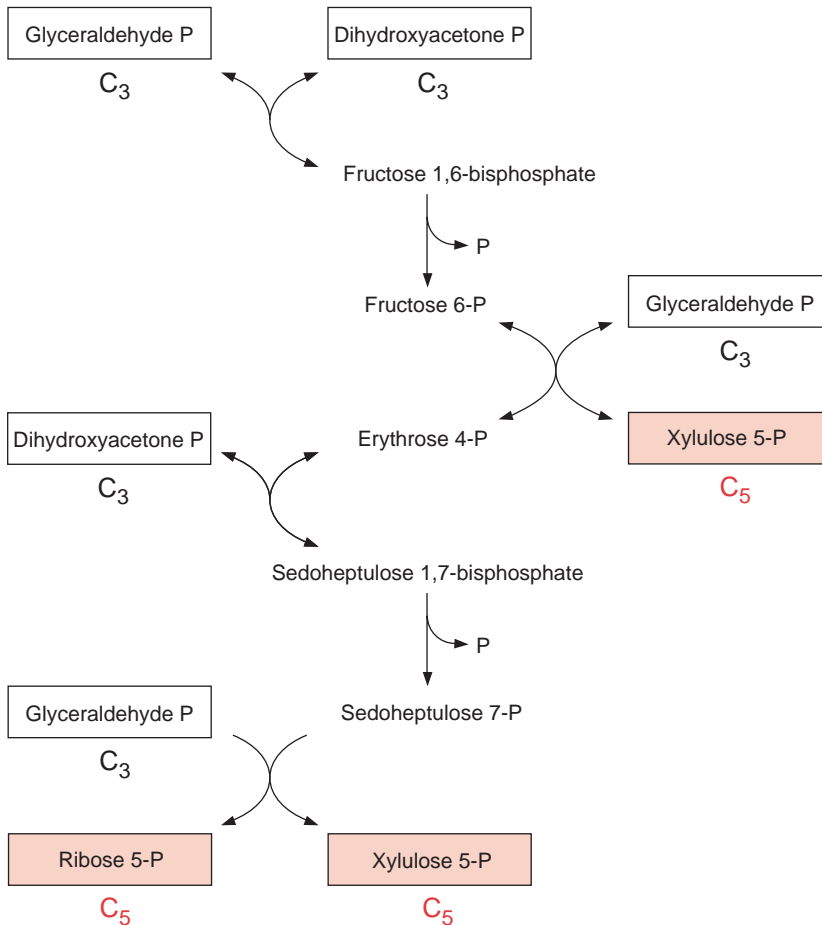 Glyceraldehyde P
Dihydroxyacetone P
C3
C3
Fructose 1,6-bisphosphate
P
Fructose 6-P
Glyceraldehyde P
C3
Dihydroxyacetone P
Erythrose 4-P
Xylulose 5-P
C3
C5
Sedoheptulose 1,7-bisphosphate
P
Glyceraldehyde P
Sedoheptulose 7-P
C3
Ribose 5-P
Xylulose 5-P
C5
C5